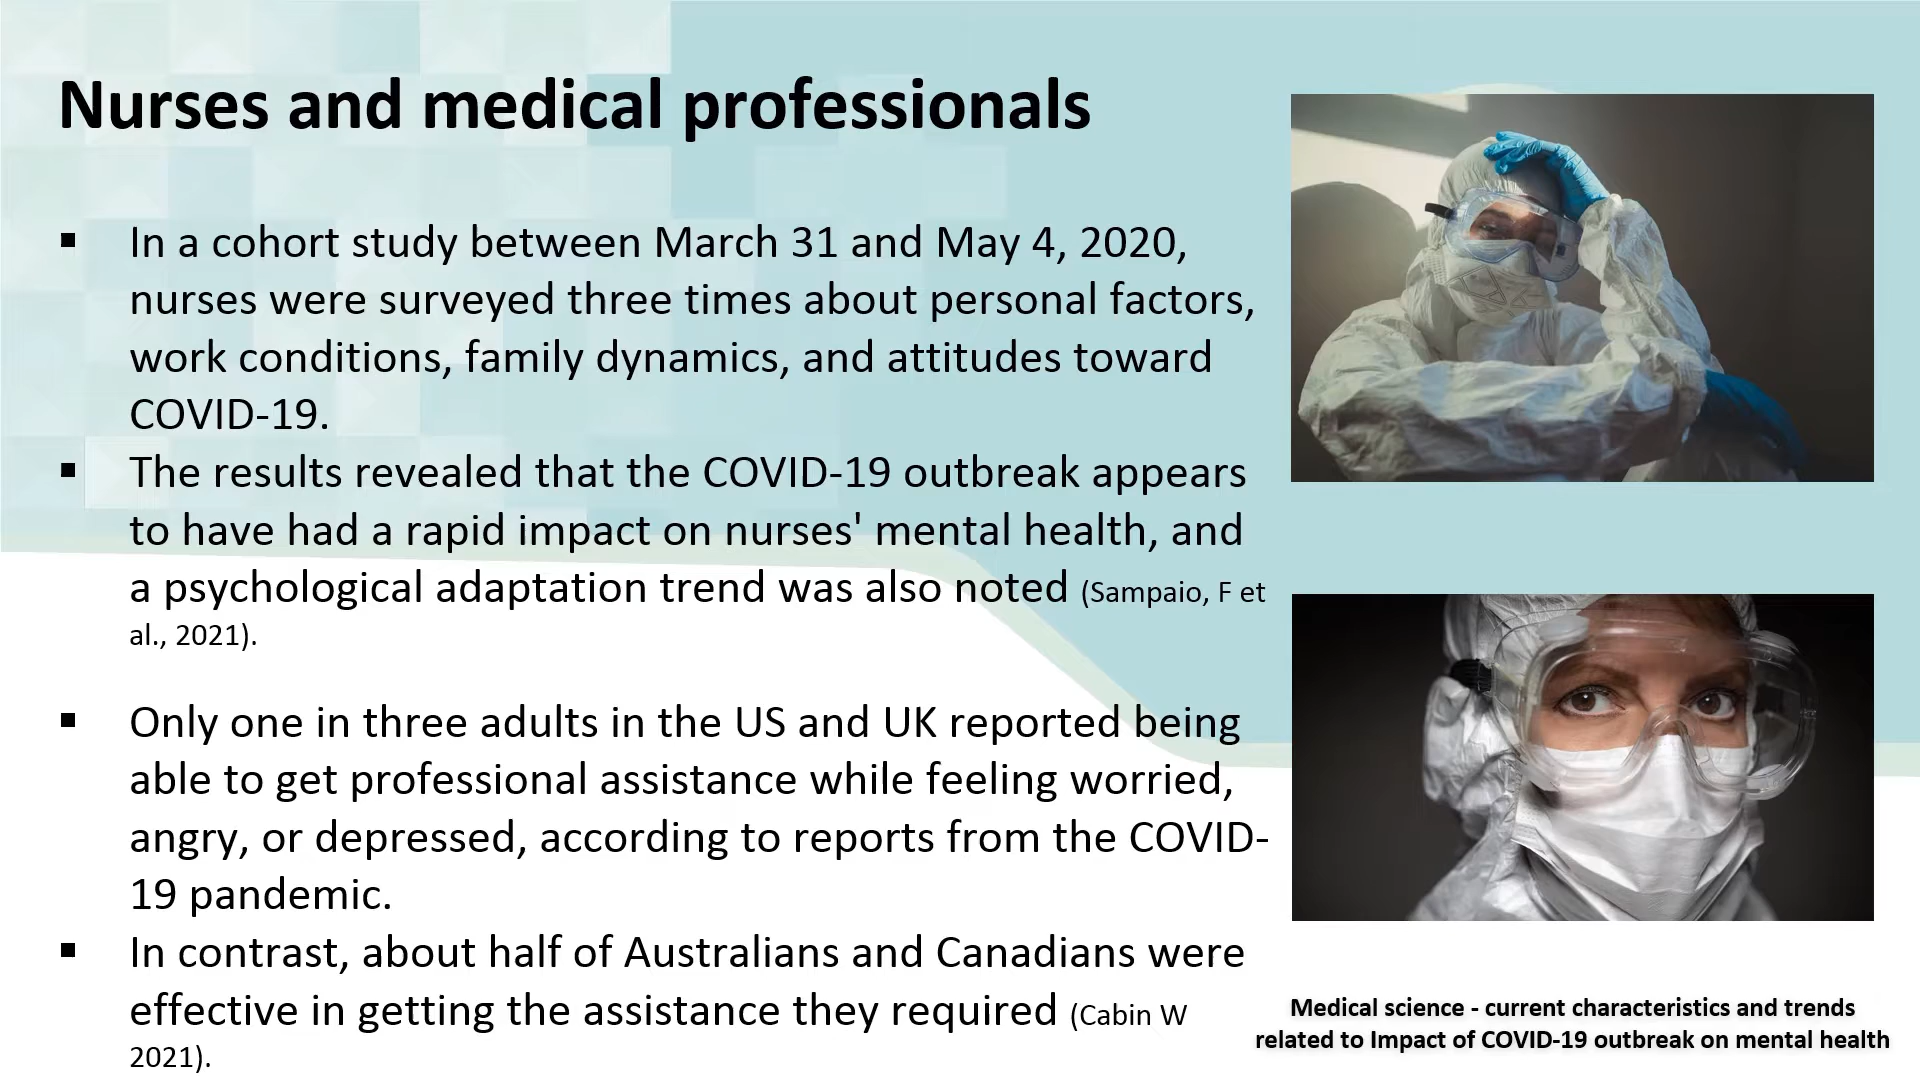 Nurses and medical professionals
▪ In a cohort study between March 31 and May 4, 2020,
nurses were surveyed three times about personal factors,
work conditions, family dynamics, and attitudes toward
COVID-19.
▪ The results revealed that the COVID-19 outbreak appears
to have had a rapid impact on nurses' mental health, and
a psychological adaptation trend was also noted (Sampaio, F et
al., 2021).
▪ Only one in three adults in the US and UK reported being
able to get professional assistance while feeling worried,
angry, or depressed, according to reports from the COVID-
19 pandemic.
▪ In contrast, about half of Australians and Canadians were
effective in getting the assistance they required (Cabin W
2021).
Medical science - current characteristics and trends
related to Impact of COVID-19 outbreak on mental health